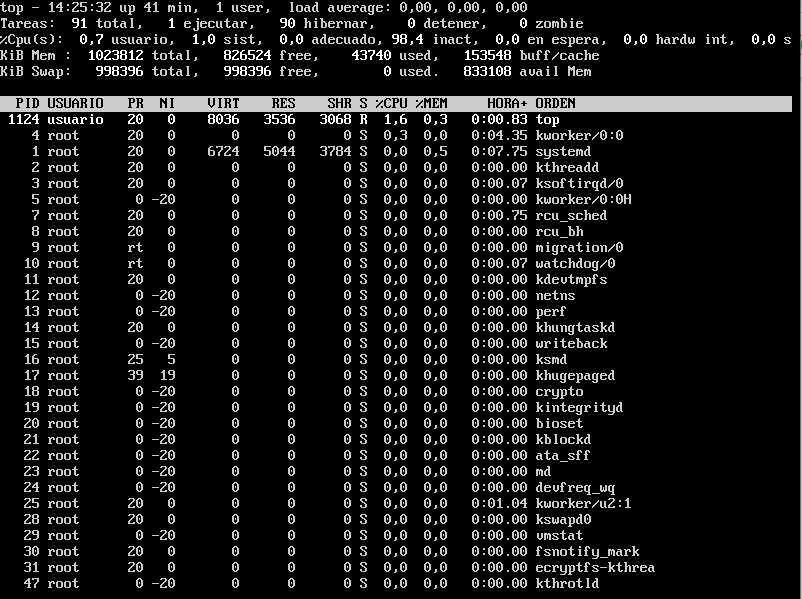 top - 14:25:32 up 41 min,  1 user,  load average: 0,00, 0,00, 0,00
Tareas:  91 total,   1 ejecutar,  90 hibernar,    0 detener,   0 zombie
%Cpu(s):  0,7 usuario,  1,0 sist,  0,0 adecuado, 98,4 inact,  0,0 en espera,  0,0 hardw int,  0,0 s
KiB Mem :  1023812 total,   826524 free,    43740 used,   153548 buff/cache
KiB Swap:   998396 total,   998396 free,        0 used.   833108 avail Mem
PID USUARIO   PR  NI    VIRT    RES    SHR S %CPU %MEM     HORA+ ORDEN
1124 usuario   20   0    8036   3536   3068 R  1,6  0,3   0:00.83 top
4 root      20   0       0      0      0 S  0,3  0,0   0:04.35 kworker/0:0
1 root      20   0    6724   5044   3784 S  0,0  0,5   0:07.75 systemd
2 root      20   0       0      0      0 S  0,0  0,0   0:00.00 kthreadd
3 root      20   0       0      0      0 S  0,0  0,0   0:00.07 ksoftirqd/0
5 root       0 -20       0      0      0 S  0,0  0,0   0:00.00 kworker/0:0H
7 root      20   0       0      0      0 S  0,0  0,0   0:00.75 rcu_sched
8 root      20   0       0      0      0 S  0,0  0,0   0:00.00 rcu_bh
9 root      rt   0       0      0      0 S  0,0  0,0   0:00.00 migration/0
10 root      rt   0       0      0      0 S  0,0  0,0   0:00.07 watchdog/0
11 root      20   0       0      0      0 S  0,0  0,0   0:00.00 kdevtmpfs
12 root       0 -20       0      0      0 S  0,0  0,0   0:00.00 netns
13 root       0 -20       0      0      0 S  0,0  0,0   0:00.00 perf
14 root      20   0       0      0      0 S  0,0  0,0   0:00.00 khungtaskd
15 root       0 -20       0      0      0 S  0,0  0,0   0:00.00 writeback
16 root      25   5       0      0      0 S  0,0  0,0   0:00.00 ksmd
17 root      39  19       0      0      0 S  0,0  0,0   0:00.00 khugepaged
18 root       0 -20       0      0      0 S  0,0  0,0   0:00.00 crypto
19 root       0 -20       0      0      0 S  0,0  0,0   0:00.00 kintegrityd
20 root       0 -20       0      0      0 S  0,0  0,0   0:00.00 bioset
21 root       0 -20       0      0      0 S  0,0  0,0   0:00.00 kblockd
22 root       0 -20       0      0      0 S  0,0  0,0   0:00.00 ata_sff
23 root       0 -20       0      0      0 S  0,0  0,0   0:00.00 md
24 root       0 -20       0      0      0 S  0,0  0,0   0:00.00 devfreq_wq
25 root      20   0       0      0      0 S  0,0  0,0   0:01.04 kworker/u2:1
28 root      20   0       0      0      0 S  0,0  0,0   0:00.00 kswapd0
29 root       0 -20       0      0      0 S  0,0  0,0   0:00.00 vmstat
30 root      20   0       0      0      0 S  0,0  0,0   0:00.00 fsnotify_mark
31 root      20   0       0      0      0 S  0,0  0,0   0:00.00 ecryptfs-kthrea
47 root       0 -20       0      0      0 S  0,0  0,0   0:00.00 kthrotld